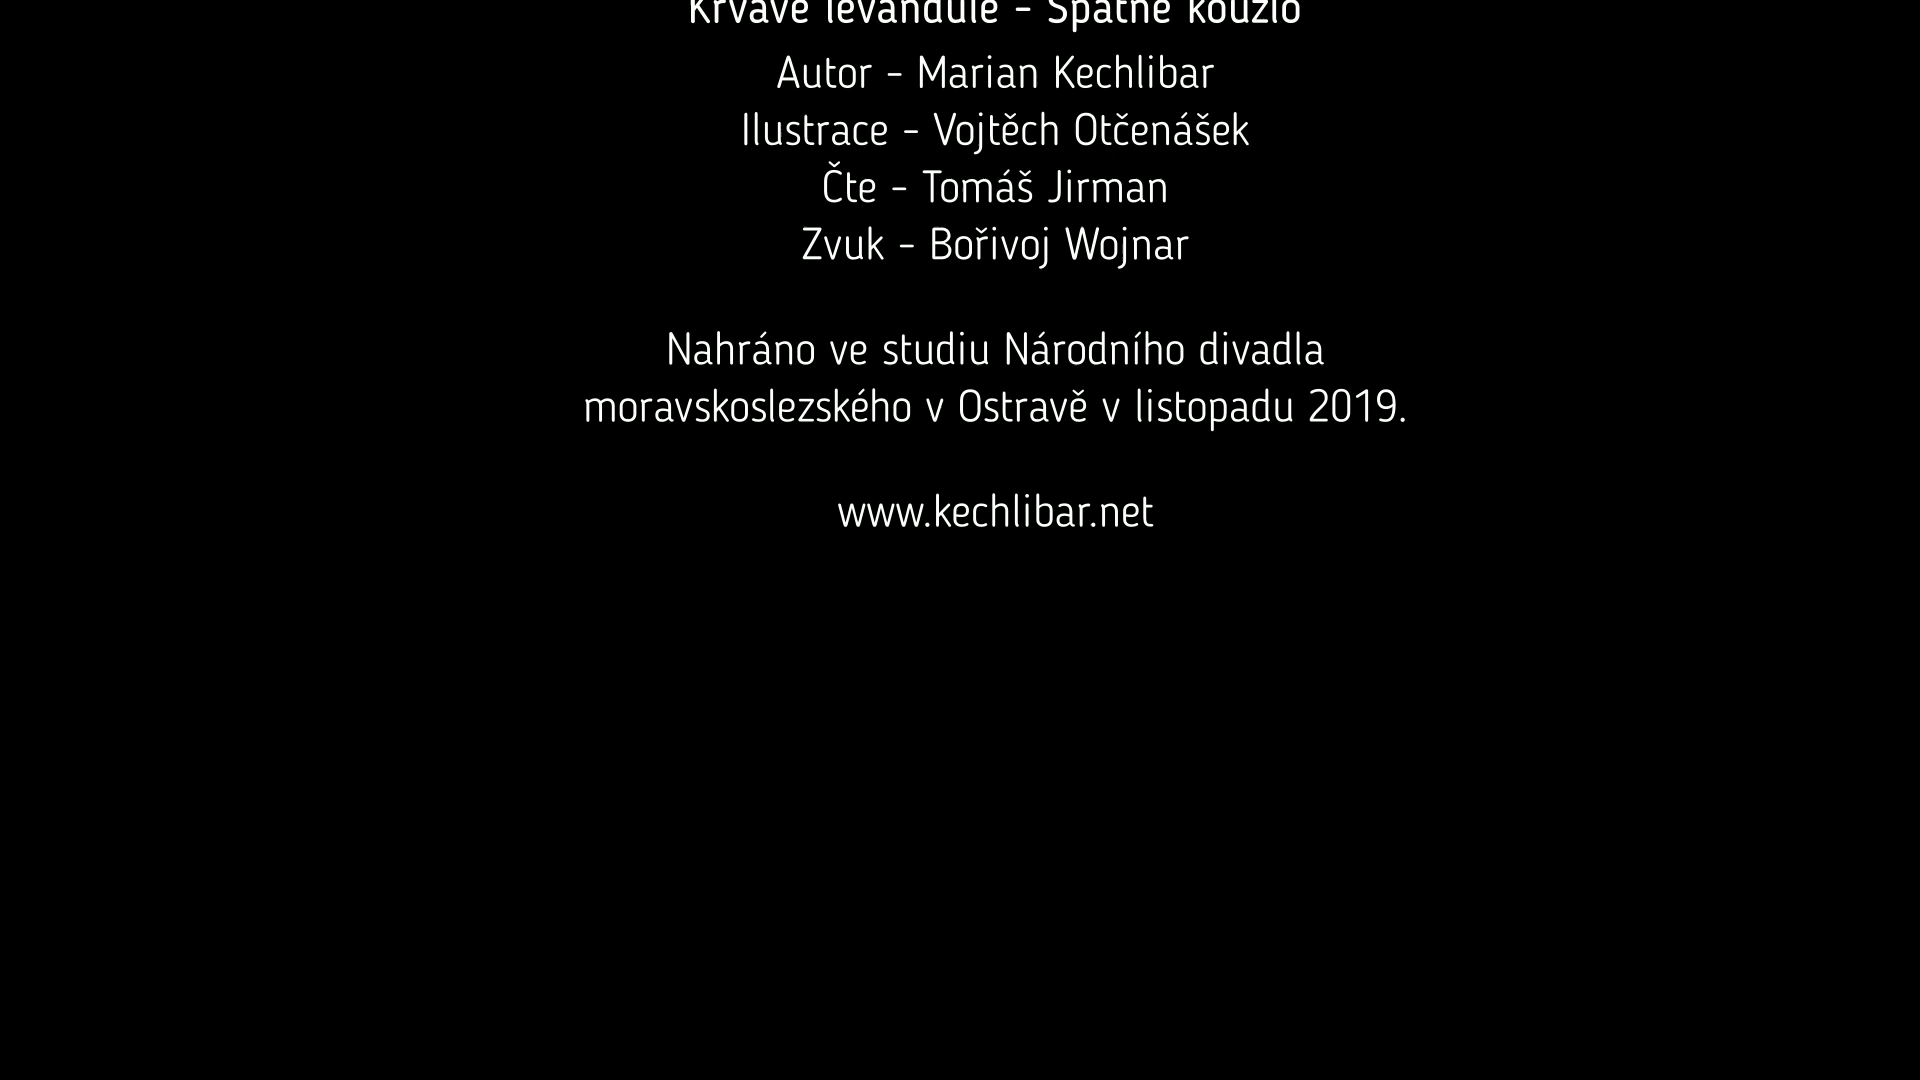 Krvavé levandule - Špatné kouzlo
Autor - Marian Kechlibar
Ilustrace - Vojtěch Otčenášek
Čte - Tomáš Jirman
Zvuk - Bořivoj Wojnar
Nahráno ve studiu Národního divadla
moravskoslezského v Ostravě v listopadu 2019.
www.kechlibar.net